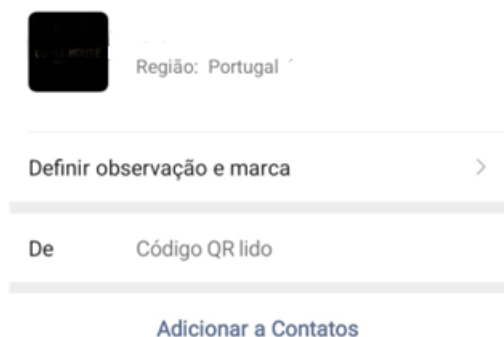 Região: Portugal
Definir observação e marca
De
Código QR lido
Adicionar a Contatos